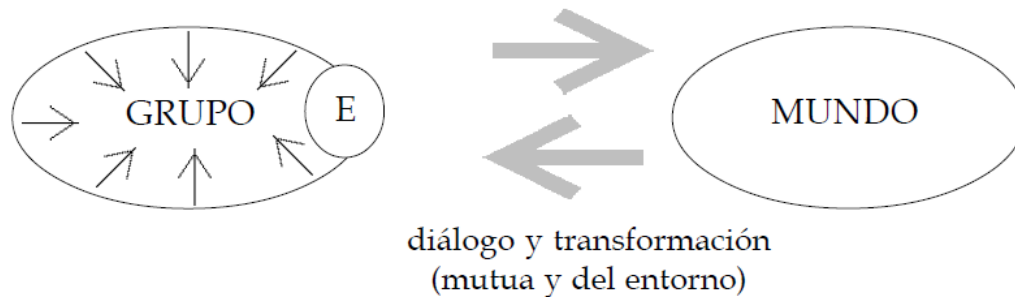 GRUPO
E
MUNDO
diálogo y transformación
(mutua y del entorno)